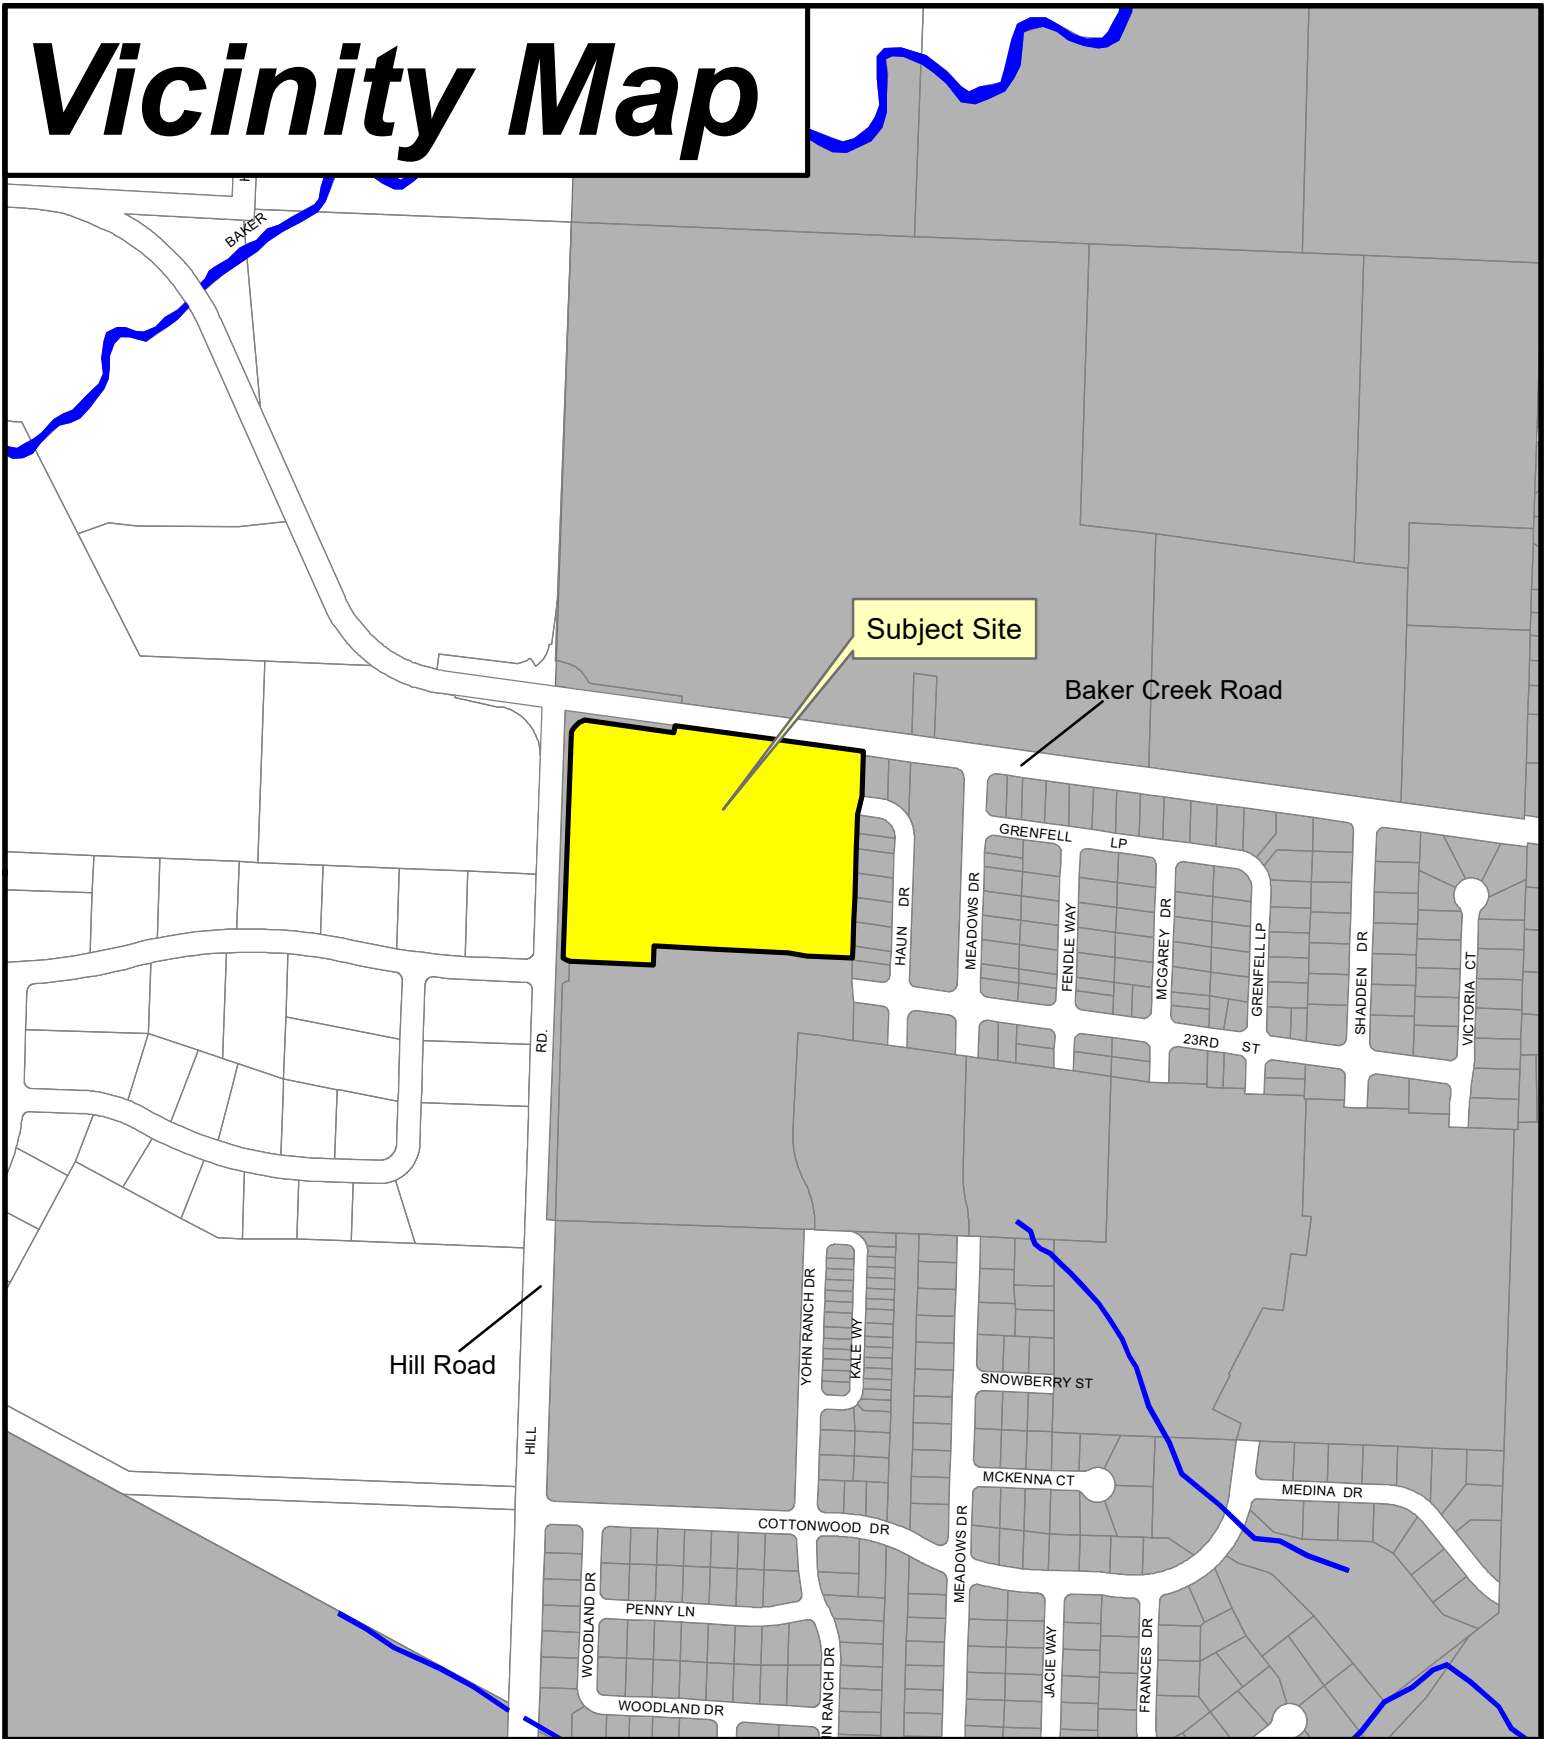 Vicinity Map
BAKER
Subject Site
Baker Creek Road
GRENFELL LP
HAUN DR
MEADOWS DR
FENDLE WAY
MCGAREY DR
GRENFELL LP
SHADDEN DR
VICTORIA CT
23RD ST
RD.
Hill Road
HILL
YOHN RANCH DR
KALE WY
SNOWBERRY ST
MCKENNA CT
MEDINA DR
COTTONWOOD DR
MEADOWS DR
WOODLAND DR
PENNY LN
JACIE WAY
FRANCES DR
WOODLAND DR
N RANCH DR